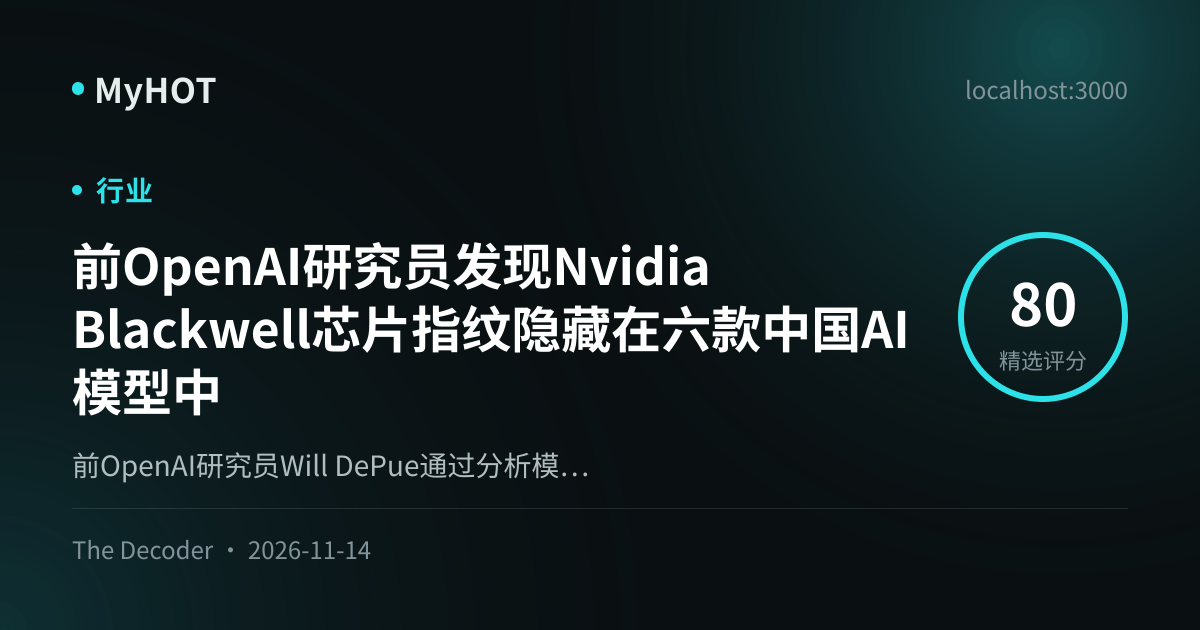 MyHOT
localhost:3000
行业
前OpenAI研究员发现Nvidia
Blackwell芯片指纹隐藏在六款中国AI
模型中
80
精选评分
前OpenAI研究员Will DePue通过分析模…
The Decoder · 2026-11-14